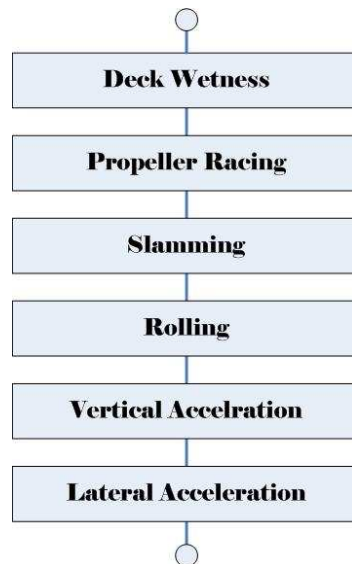 Deck Wetness
Propeller Racing
Slamming
Rolling
Vertical Accelration
Lateral Acceleration